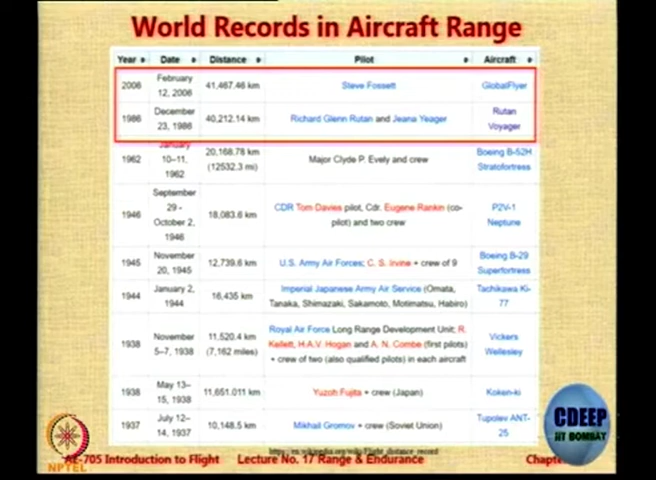 World Records in Aircraft Range
Year Date Distance Pilot Aircraft
2006 February 12, 2006 41,467.46 km Steve Fossett GlobalFlyer
1986 December 23, 1986 40,212.14 km Richard Glenn Rutan and Jeana Yeager Rutan Voyager
1962 January 10–11, 1962 20,168.78 km (12532.3 mi) Major Clyde P. Evely and crew Boeing B-52H Stratofortress
1946 September 29 - October 2, 1946 18,083.6 km CDR Tom Davies pilot, Cdr. Eugene Rankin (co-pilot) and two crew P2V-1 Neptune
1945 November 20, 1945 12,739.6 km U.S. Army Air Forces; C. S. Irvine + crew of 9 Boeing B-29 Superfortress
1944 January 2, 1944 16,435 km Imperial Japanese Army Air Service (Omata, Tanaka, Shimazaki, Sakamoto, Motimatsu, Habiro) Tachikawa Ki-77
1938 November 5–7, 1938 11,520.4 km (7,162 miles) Royal Air Force Long Range Development Unit; R. Kellett, H.A.V. Hogan and A. N. Combe (first pilots) + crew of two (also qualified pilots) in each aircraft Vickers Wellesley
1938 May 13–15, 1938 11,651.011 km Yuzoh Fujita + crew (Japan) Koken-ki
1937 July 12–14, 1937 10,148.5 km Mikhail Gromov + crew (Soviet Union) Tupolev ANT-25
https://en.wikipedia.org/wiki/Flight_distance_record
AE-705 Introduction to Flight Lecture No. 17 Range & Endurance
NPTEL
CDEEP
IIT BOMBAY